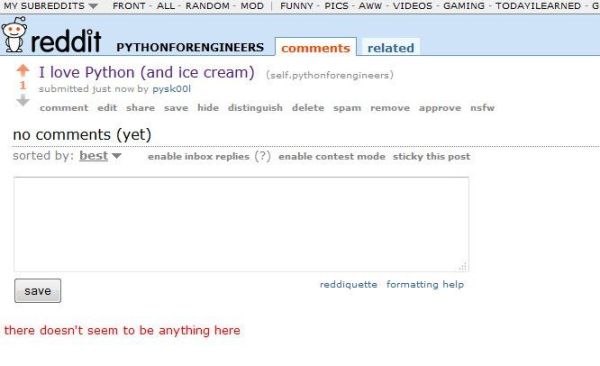 MY SUBREDDITS ▼ FRONT - ALL - RANDOM - MOD | FUNNY - PICS - AWW - VIDEOS - GAMING - TODAYILEARNED - G
reddit PYTHONFORENGINEERS comments related
I love Python (and ice cream) (self.pythonforengineers)
1
submitted just now by pysk00l
comment edit share save hide distinguish delete spam remove approve nsfw
no comments (yet)
sorted by: best ▼ enable inbox replies (?) enable contest mode sticky this post
save reddiquette formatting help
there doesn't seem to be anything here